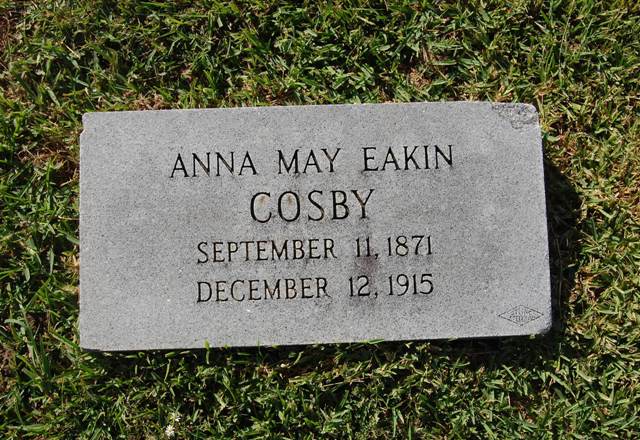 ANNA MAY EAKIN
COSBY
SEPTEMBER 11, 1871
DECEMBER 12, 1915